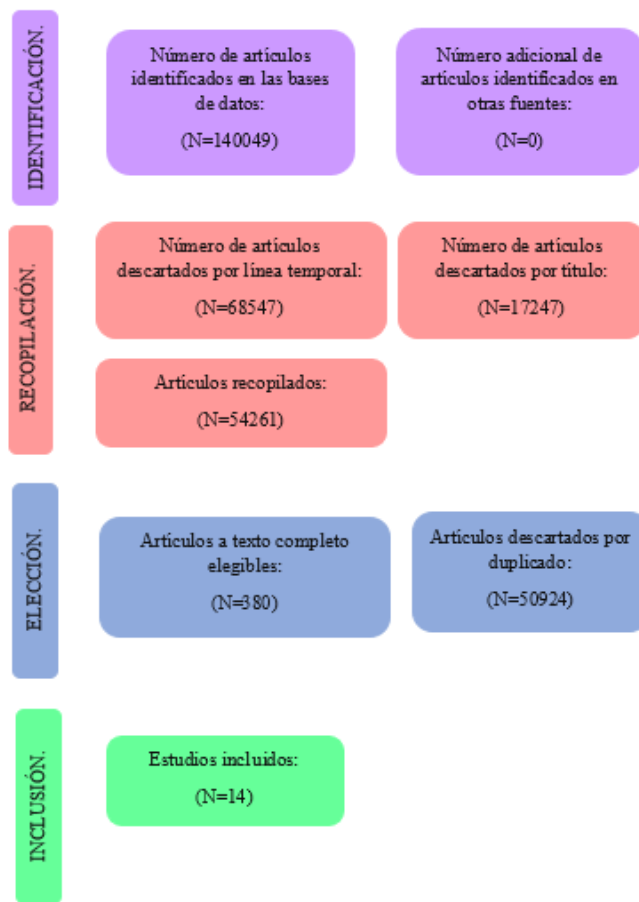 IDENTIFICACIÓN.
Número de artículos
identificados en las bases
de datos:
(N=140049)
Número adicional de
artículos identificados en
otras fuentes:
(N=0)
RECOPILACIÓN.
Número de artículos
descartados por línea temporal:
(N=68547)
Número de artículos
descartados por título:
(N=17247)
Artículos recopilados:
(N=54261)
ELECCIÓN.
Artículos a texto completo
elegibles:
(N=380)
Artículos descartados por
duplicado:
(N=50924)
INCLUSIÓN.
Estudios incluidos:
(N=14)